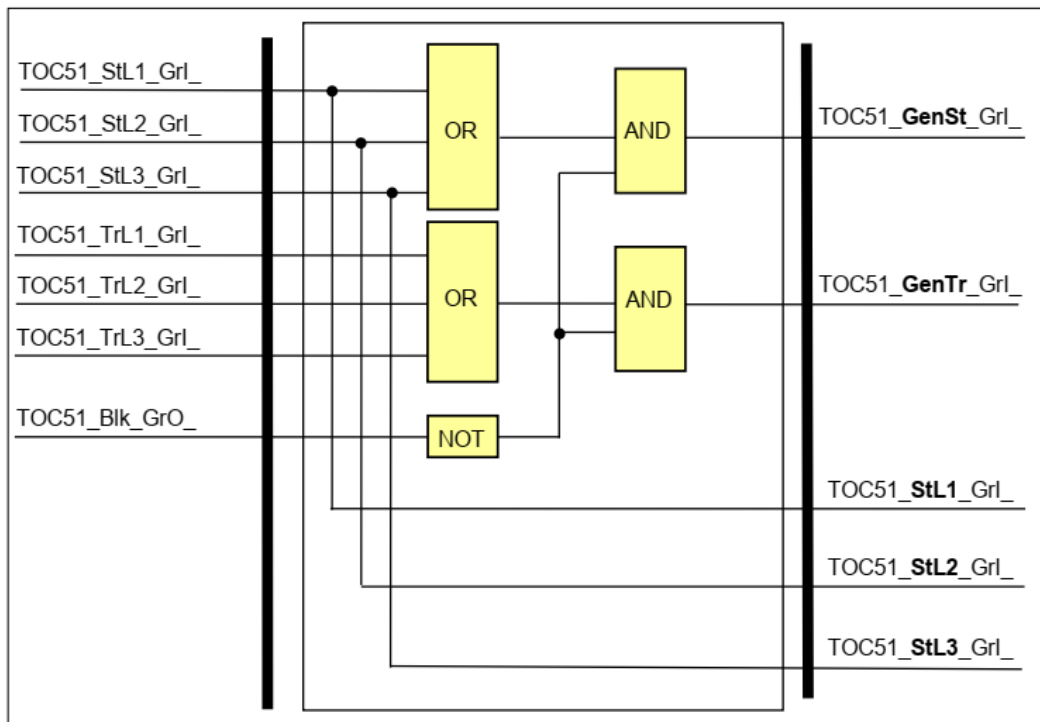 TOC51_StL1_GrI_
TOC51_StL2_GrI_
TOC51_StL3_GrI_
TOC51_TrL1_GrI_
TOC51_TrL2_GrI_
TOC51_TrL3_GrI_
TOC51_Blk_GrO_
OR
OR
NOT
AND
AND
TOC51_GenSt_GrI_
TOC51_GenTr_GrI_
TOC51_StL1_GrI_
TOC51_StL2_GrI_
TOC51_StL3_GrI_